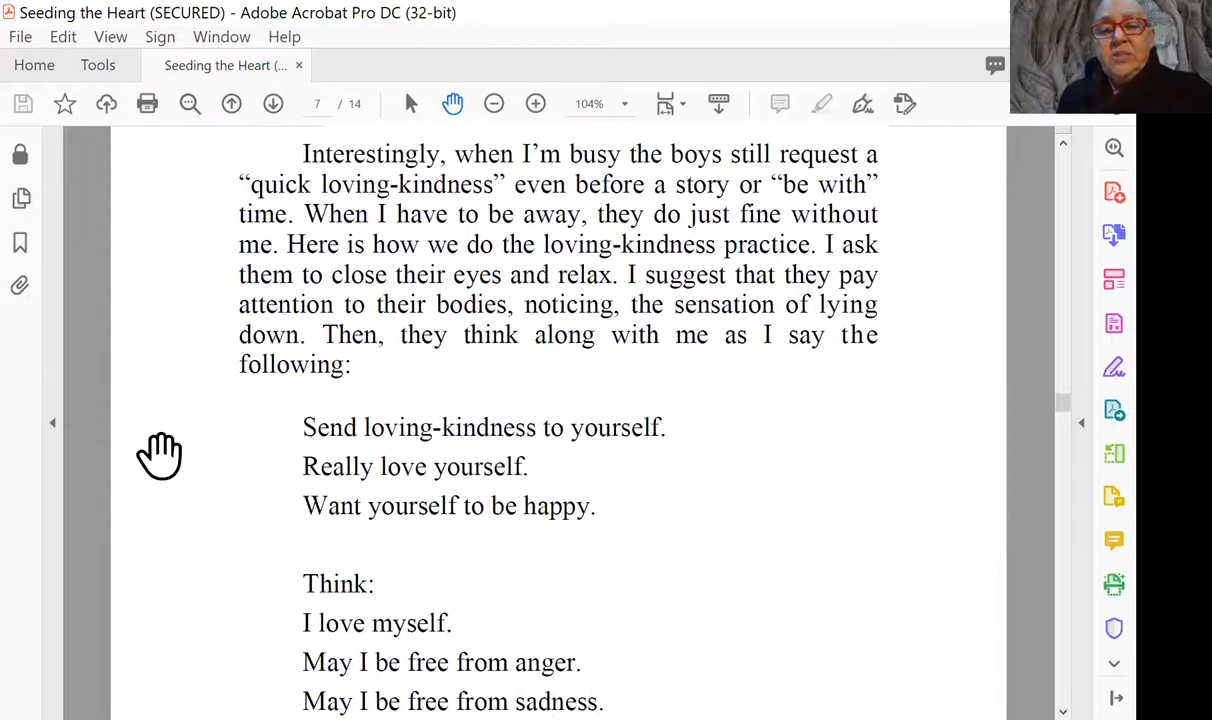 Seeding the Heart (SECURED) - Adobe Acrobat Pro DC (32-bit)
File Edit View Sign Window Help
Home Tools Seeding the Heart (... ×
7 / 14 104%
Interestingly, when I’m busy the boys still request a
“quick loving-kindness” even before a story or “be with”
time. When I have to be away, they do just fine without
me. Here is how we do the loving-kindness practice. I ask
them to close their eyes and relax. I suggest that they pay
attention to their bodies, noticing, the sensation of lying
down. Then, they think along with me as I say the
following:
Send loving-kindness to yourself.
Really love yourself.
Want yourself to be happy.
Think:
I love myself.
May I be free from anger.
May I be free from sadness.